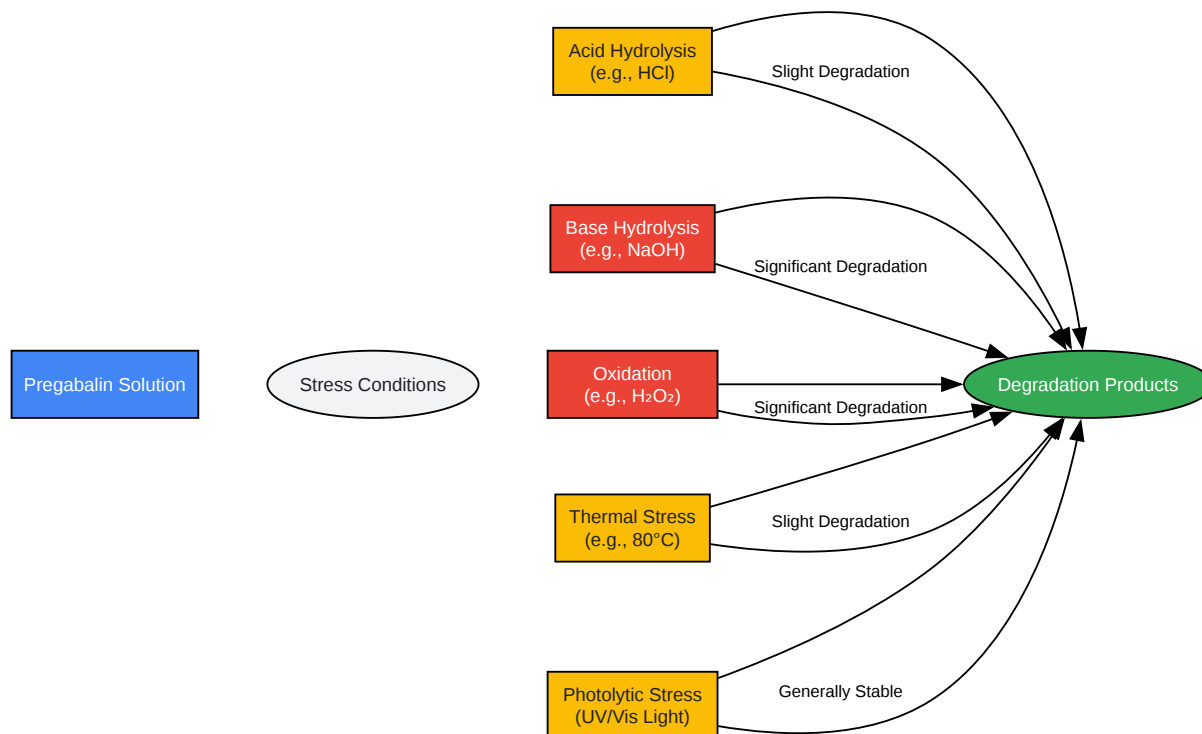 Acid Hydrolysis
(e.g., HCl)
Slight Degradation
Base Hydrolysis
(e.g., NaOH)
Significant Degradation
Pregabalin Solution
Stress Conditions
Oxidation
(e.g., H₂O₂)
Degradation Products
Significant Degradation
Thermal Stress
(e.g., 80°C)
Slight Degradation
Photolytic Stress
(UV/Vis Light)
Generally Stable